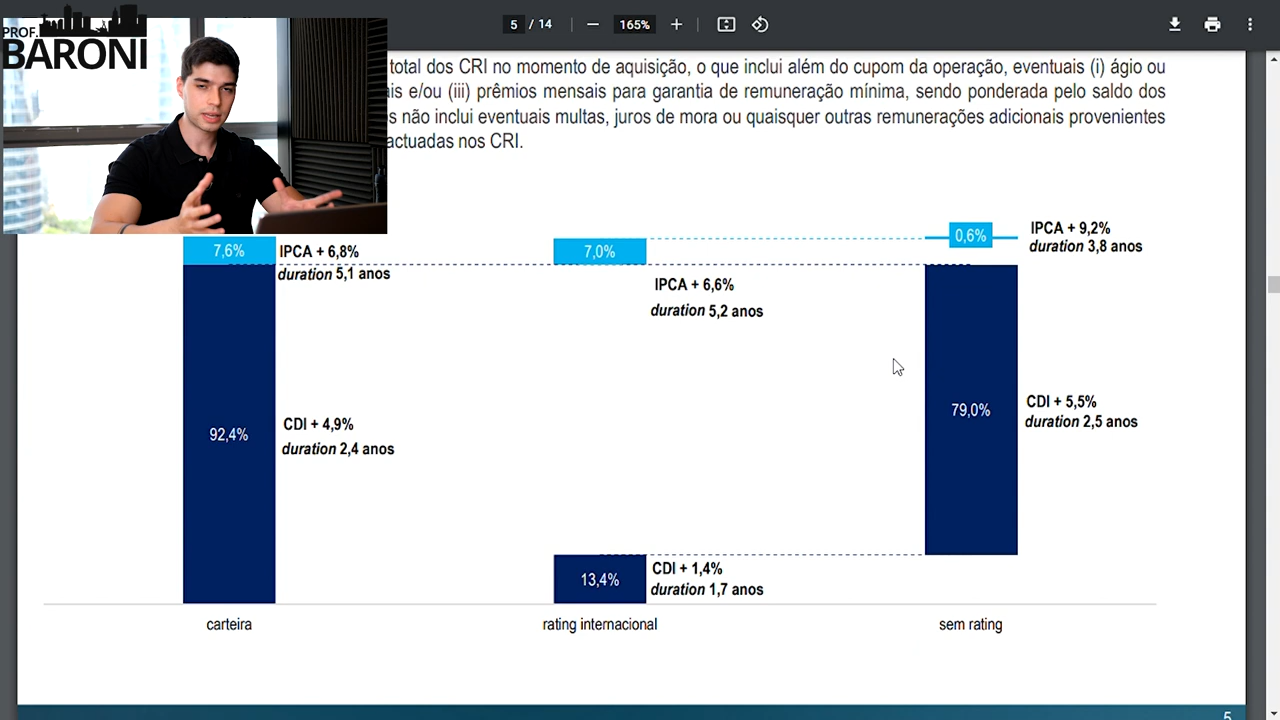 5 / 14
165%
PROF.
BARONI
total dos CRI no momento de aquisição, o que inclui além do cupom da operação, eventuais (i) ágio ou
is e/ou (iii) prêmios mensais para garantia de remuneração mínima, sendo ponderada pelo saldo dos
s não inclui eventuais multas, juros de mora ou quaisquer outras remunerações adicionais provenientes
actuadas nos CRI.
7,6%
IPCA + 6,8%
duration 5,1 anos
92,4%
CDI + 4,9%
duration 2,4 anos
carteira
7,0%
IPCA + 6,6%
duration 5,2 anos
13,4%
CDI + 1,4%
duration 1,7 anos
rating internacional
0,6%
IPCA + 9,2%
duration 3,8 anos
79,0%
CDI + 5,5%
duration 2,5 anos
sem rating
5